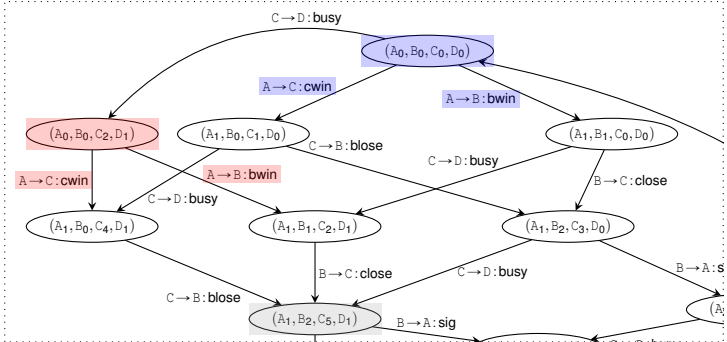 C→D:busy
(A₀,B₀,C₀,D₀)
A→C:cwin
A→B:bwin
(A₀,B₀,C₂,D₁)
(A₁,B₀,C₁,D₀)
(A₁,B₁,C₀,D₀)
C→B:blose
C→D:busy
A→C:cwin
A→B:bwin
B→C:close
C→D:busy
(A₁,B₀,C₄,D₁)
(A₁,B₁,C₂,D₁)
(A₁,B₂,C₃,D₀)
B→A:s
B→C:close
C→D:busy
C→B:blose
(A₁,B₂,C₅,D₁)
B→A:sig
(A